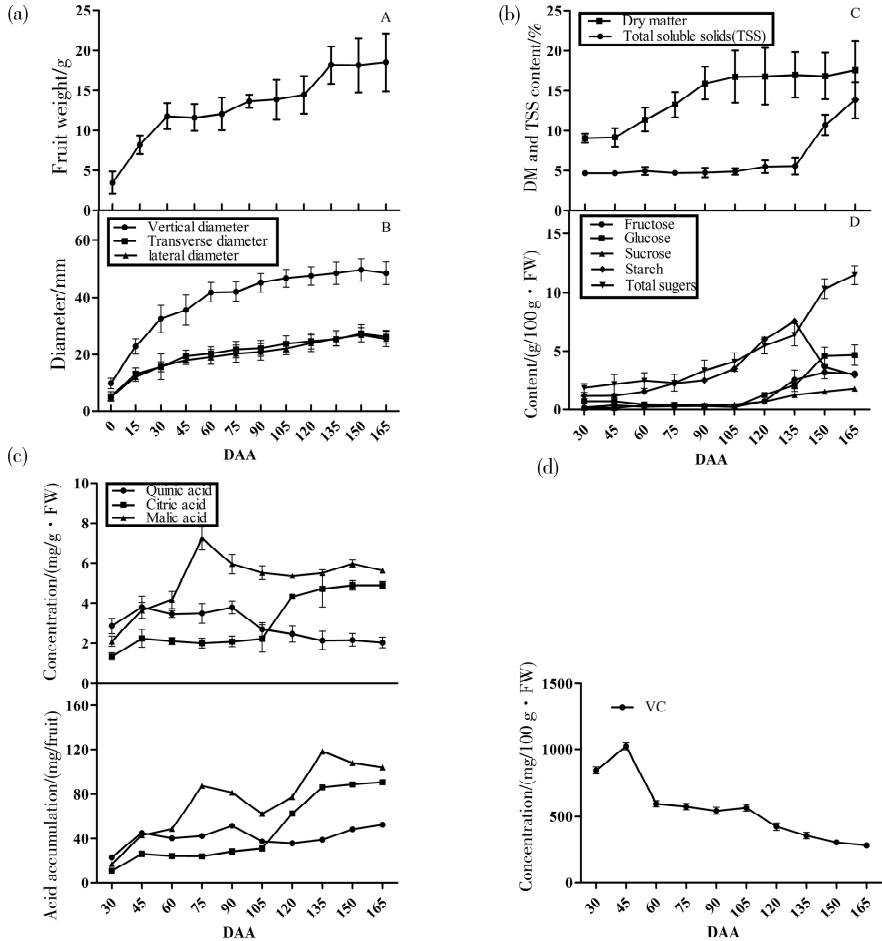 (a)
A
Fruit weight/g
25
20
15
10
5
0
B
Vertical diameter
Transverse diameter
lateral diameter
Diameter/mm
60
40
20
0
0 15 30 45 60 75 90 105 120 135 150 165
DAA
(b)
C
Dry matter
Total soluble solids(TSS)
DM and TSS content/%
25
20
15
10
5
0
D
Fructose
Glucose
Sucrose
Starch
Total sugers
Content/(g/100g・FW)
15
10
5
0
30 45 60 75 90 105 120 135 150 165
DAA
(c)
Quinic acid
Citric acid
Malic acid
Concentration/(mg/g・FW)
10
8
6
4
2
0
Acid accumulation/(mg/fruit)
160
120
80
40
0
30 45 60 75 90 105 120 135 150 165
DAA
(d)
VC
Concentration/(mg/100 g・FW)
1500
1000
500
0
30 45 60 75 90 105 120 135 150 165
DAA